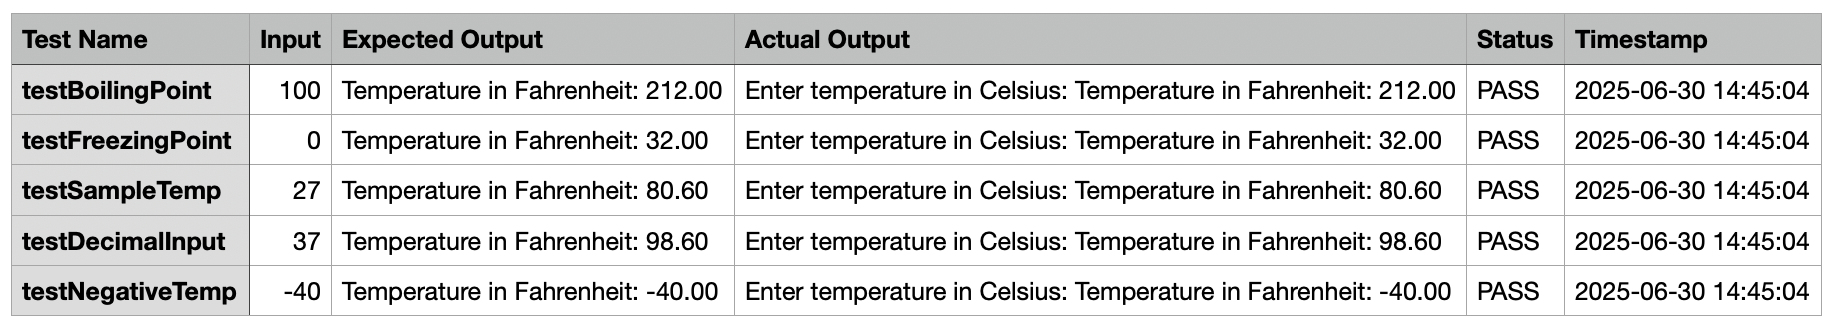 Test Name Input Expected Output Actual Output Status Timestamp
testBoilingPoint 100 Temperature in Fahrenheit: 212.00 Enter temperature in Celsius: Temperature in Fahrenheit: 212.00 PASS 2025-06-30 14:45:04
testFreezingPoint 0 Temperature in Fahrenheit: 32.00 Enter temperature in Celsius: Temperature in Fahrenheit: 32.00 PASS 2025-06-30 14:45:04
testSampleTemp 27 Temperature in Fahrenheit: 80.60 Enter temperature in Celsius: Temperature in Fahrenheit: 80.60 PASS 2025-06-30 14:45:04
testDecimalInput 37 Temperature in Fahrenheit: 98.60 Enter temperature in Celsius: Temperature in Fahrenheit: 98.60 PASS 2025-06-30 14:45:04
testNegativeTemp -40 Temperature in Fahrenheit: -40.00 Enter temperature in Celsius: Temperature in Fahrenheit: -40.00 PASS 2025-06-30 14:45:04